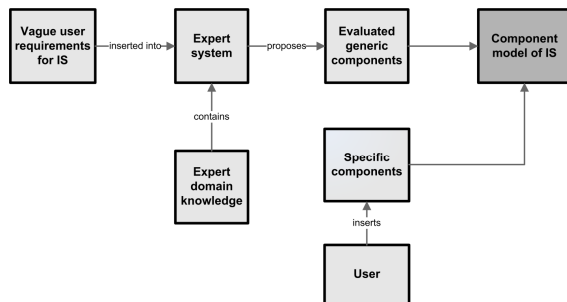 Vague user
requirements
for IS
inserted into
Expert
system
proposes
Evaluated
generic
components
Component
model of IS
contains
Expert
domain
knowledge
Specific
components
inserts
User